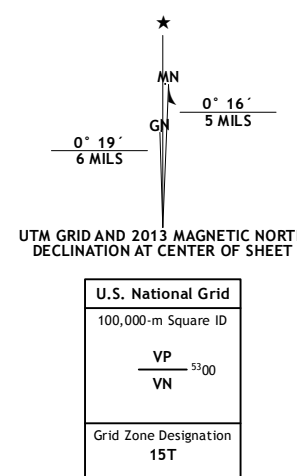 ★
MN
GN
0° 16´
5 MILS
0° 19´
6 MILS
UTM GRID AND 2013 MAGNETIC NORT
DECLINATION AT CENTER OF SHEET
U.S. National Grid
100,000-m Square ID
VP
5300
VN
Grid Zone Designation
15T